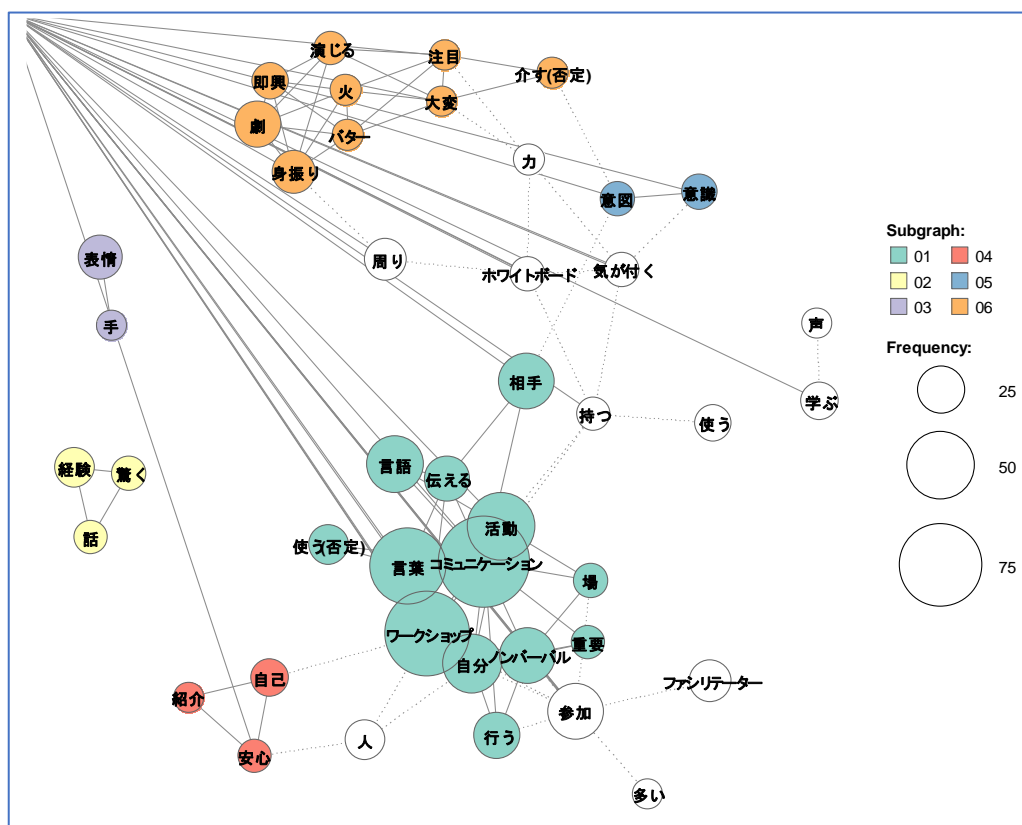 演じる
注目
介す(否定)
即興
火
大変
劇
バター
力
身振り
意図
意識
表情
周り
ホワイトボード
気が付く
手
声
相手
学ぶ
持つ
使う
経験
驚く
言語
伝える
話
活動
使う(否定)
言葉
コミュニケーション
場
ワークショップ
自分
ノンバーバル
重要
自己
紹介
ファシリテーター
参加
安心
人
行う
多い
Subgraph:
01 04
02 05
03 06
Frequency:
25
50
75